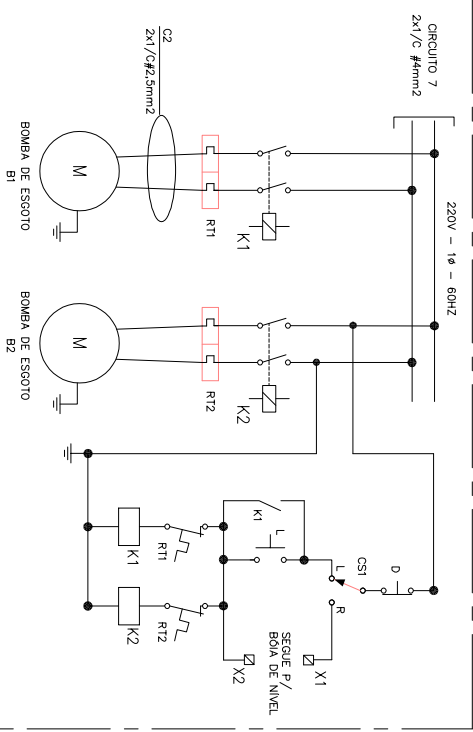 CIRCUITO 7
2x1/C #4mm2
220V - 1ø - 60HZ
C2
2x1/C#2,5mm2
RT1
K1
M
BOMBA DE ESGOTO
B1
RT2
K2
M
BOMBA DE ESGOTO
B2
D
CS1
L
R
K1
L
X1
SEGUE P/
BÓIA DE NÍVEL
X2
RT1
RT2
K1
K2